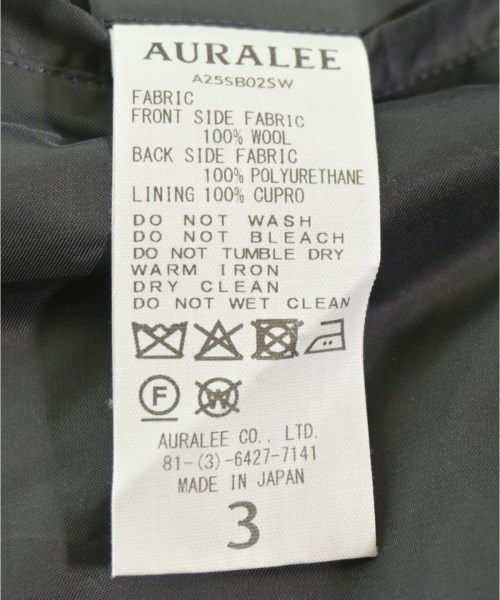 AURALEE
A25SB02SW
FABRIC
FRONT SIDE FABRIC
100% WOOL
BACK SIDE FABRIC
100% POLYURETHANE
LINING 100% CUPRO
DO NOT WASH
DO NOT BLEACH
DO NOT TUMBLE DRY
WARM IRON
DRY CLEAN
DO NOT WET CLEAN
F W
AURALEE CO., LTD.
81-(3)-6427-7141
MADE IN JAPAN
3